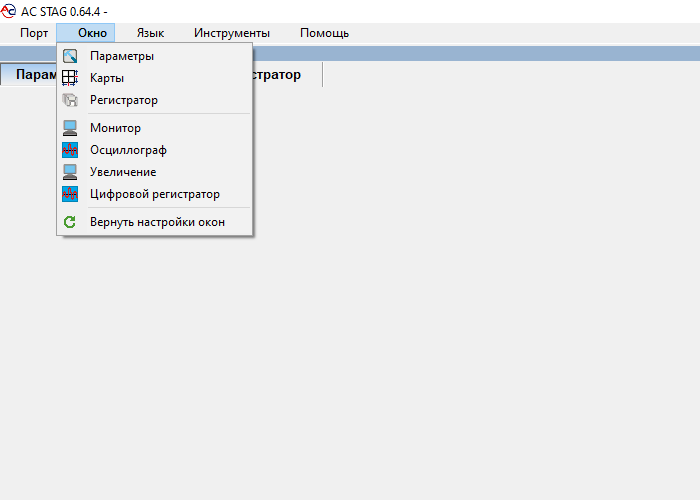 AC STAG 0.64.4 -
Порт Окно Язык Инструменты Помощь
Парам стратор
Параметры
Карты
Регистратор
Монитор
Осциллограф
Увеличение
Цифровой регистратор
Вернуть настройки окон